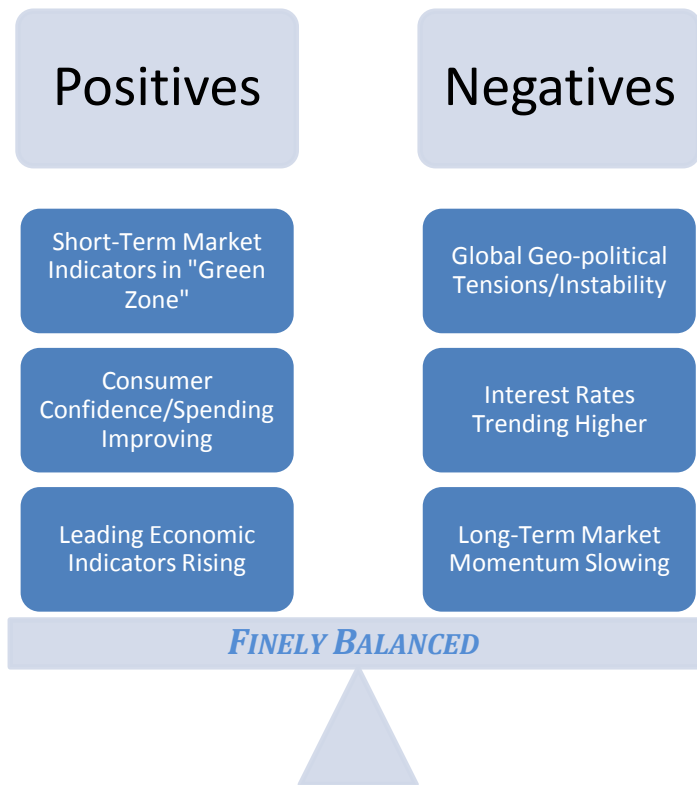 Positives
Short-Term Market
Indicators in "Green
Zone"
Consumer
Confidence/Spending
Improving
Leading Economic
Indicators Rising
Negatives
Global Geo-political
Tensions/Instability
Interest Rates
Trending Higher
Long-Term Market
Momentum Slowing
FINELY BALANCED